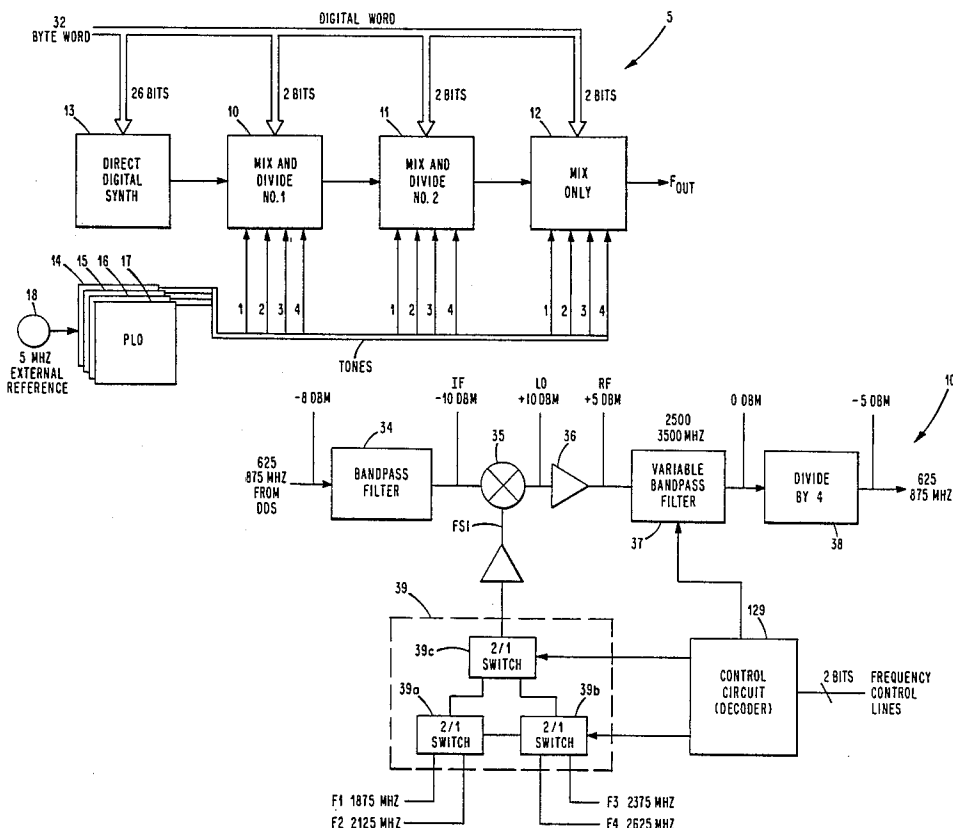 32
BYTE WORD
DIGITAL WORD
5
26 BITS
2 BITS
2 BITS
2 BITS
13
10
11
12
DIRECT
DIGITAL
SYNTH
MIX AND
DIVIDE
NO.1
MIX AND
DIVIDE
NO.2
MIX
ONLY
FOUT
14
15
16
17
18
PLO
5 MHZ
EXTERNAL
REFERENCE
1 2 3 4
1 2 3 4
1 2 3 4
TONES
10
-8 DBM
IF
-10 DBM
LO
+10 DBM
RF
+5 DBM
0 DBM
-5 DBM
34
35
36
2500
3500 MHZ
625
875 MHZ
FROM
DDS
BANDPASS
FILTER
VARIABLE
BANDPASS
FILTER
DIVIDE
BY 4
625
875 MHZ
FSI
37
38
39
129
39c
2/1
SWITCH
39a
39b
2/1
SWITCH
2/1
SWITCH
CONTROL
CIRCUIT
(DECODER)
2 BITS
FREQUENCY
CONTROL
LINES
F1 1875 MHZ
F2 2125 MHZ
F3 2375 MHZ
F4 2625 MHZ